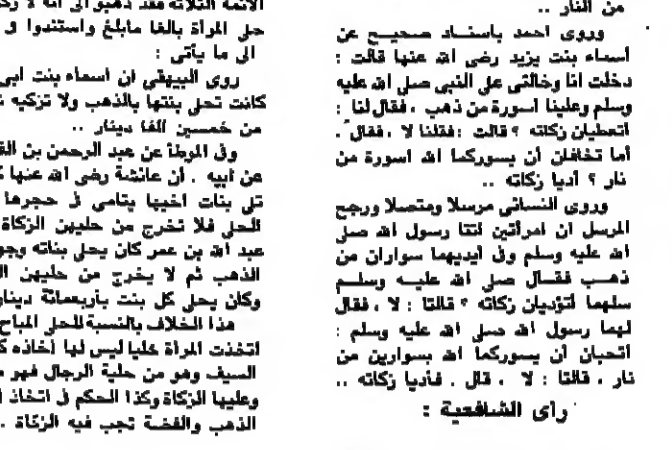 من النار ..
وروى احمد باسناد صحيح عن
أسماء بنت يزيد رضى الله عنها قالت :
دخلت انا وخالتى على النبى صلى الله عليه
وسلم وعلينا اسورة من ذهب ، فقال لنا :
أتعطيان زكاته ؟ قالت : فقلنا لا ، فقال .
أما تخافان أن يسوركما الله اسورة من
نار ؟ أديا زكاته ..
وروى النسائى مرسلا ومتصلا ورجح
المرسل ان امرأتين اتتا رسول الله صلى
الله عليه وسلم وفى أيديهما سواران من
ذهب فقال صلى الله عليه وسلم
سلهما أتؤديان زكاته ؟ قالتا : لا ، فقال
لهما رسول الله صلى الله عليه وسلم :
أتحبان أن يسوركما الله بسوارين من
نار ، قالتا : لا ، قال . فأديا زكاته ..
راى الشافعية :
الائمة الثلاثة فقد ذهبوا الى انه لا
حلى المرأة بالغا مابلغ واستندوا
الى ما يأتى :
روى البيهقى ان أسماء بنت ابى
كانت تحلى بنتها بالذهب ولا تزكيه
من خمسين ألفا دينار ..
وفى الموطأ عن عبد الرحمن بن
عن ابيه . أن عائشة رضى الله عنها
تلى بنات اخيها يتامى فى حجرها
الحلى فلا تخرج من حليهن الزكاة
عبد الله بن عمر كان يحلى بناته
الذهب ثم لا يخرج من حليهن
وكان يحلى كل بنت بأربعمائة دينار
هذا الخلاف بالنسبة للحلى المباح
اتخذت المرأة حليا ليس لها اتخاذه
السيف وهو من حلية الرجال فهو
وعليها الزكاة وكذا الحكم فى اتخاذ
الذهب والفضة تجب فيه الزكاة .